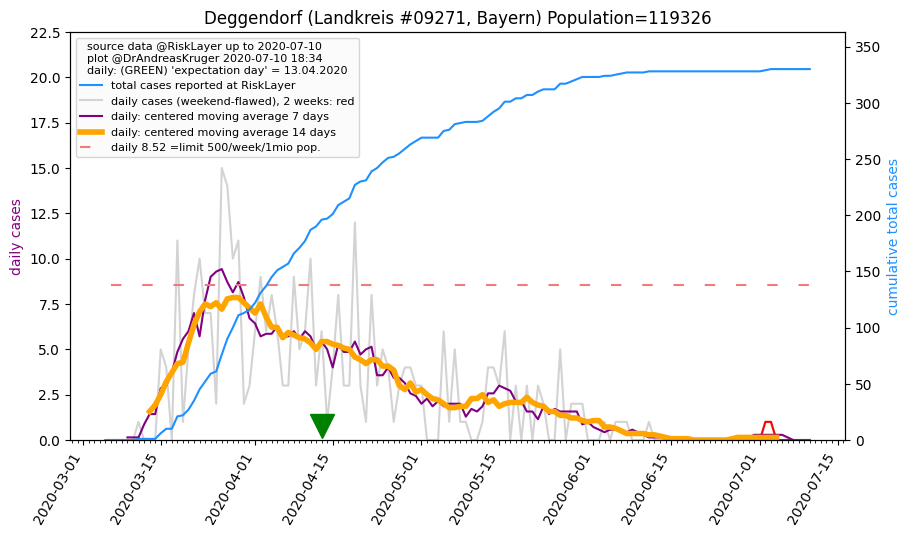 Deggendorf (Landkreis #09271, Bayern) Population=119326
source data @RiskLayer up to 2020-07-10
plot @DrAndreasKruger 2020-07-10 18:34
daily: (GREEN) 'expectation day' = 13.04.2020
total cases reported at RiskLayer
daily cases (weekend-flawed), 2 weeks: red
daily: centered moving average 7 days
daily: centered moving average 14 days
daily 8.52 =limit 500/week/1mio pop.
daily cases
22.5
20.0
17.5
15.0
12.5
10.0
7.5
5.0
2.5
0.0
350
300
250
200
150
100
50
0
cumulative total cases
2020-03-01
2020-03-15
2020-04-01
2020-04-15
2020-05-01
2020-05-15
2020-06-01
2020-06-15
2020-07-01
2020-07-15